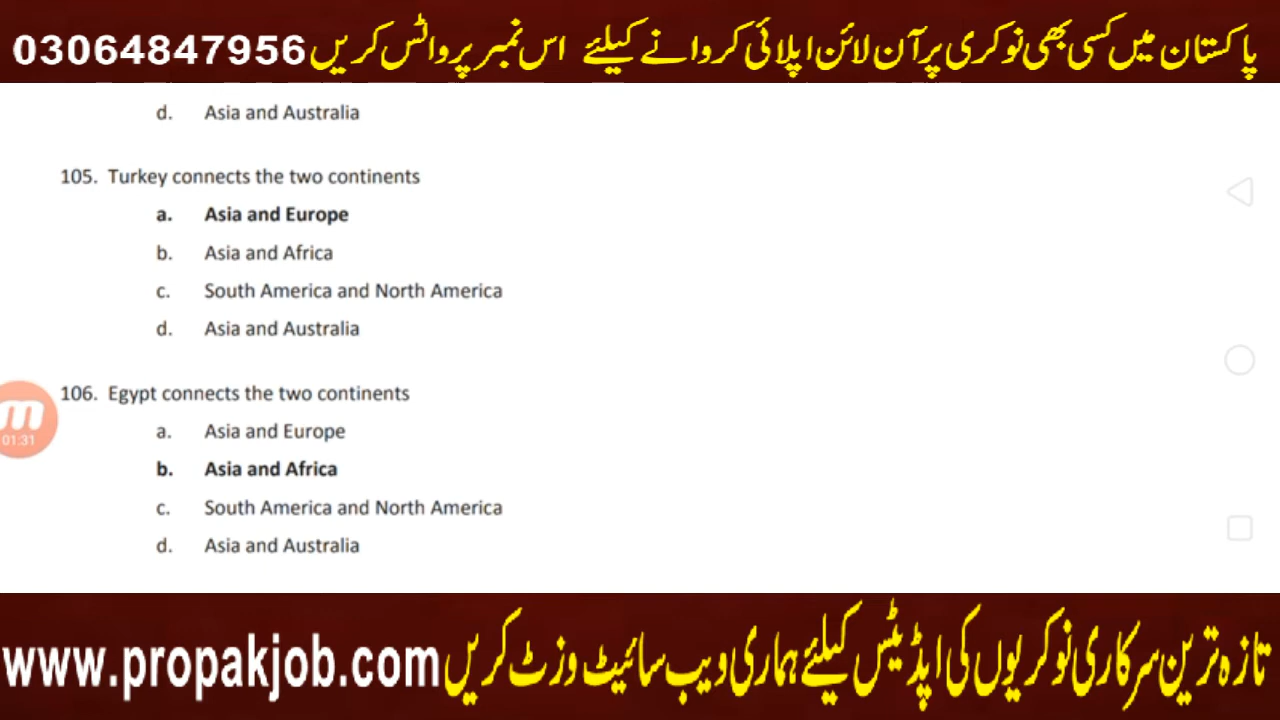 پاکستان میں کسی بھی نوکری پر آن لائن اپلائی کروانے کیلئے اس نمبر پر واٹس کریں 03064847956
d. Asia and Australia
105. Turkey connects the two continents
a. Asia and Europe
b. Asia and Africa
c. South America and North America
d. Asia and Australia
106. Egypt connects the two continents
a. Asia and Europe
b. Asia and Africa
c. South America and North America
d. Asia and Australia
m
01:31
تازہ ترین سرکاری نوکریوں کی اپڈیٹس کیلئے ہماری ویب سائیٹ وزٹ کریں www.propakjob.com